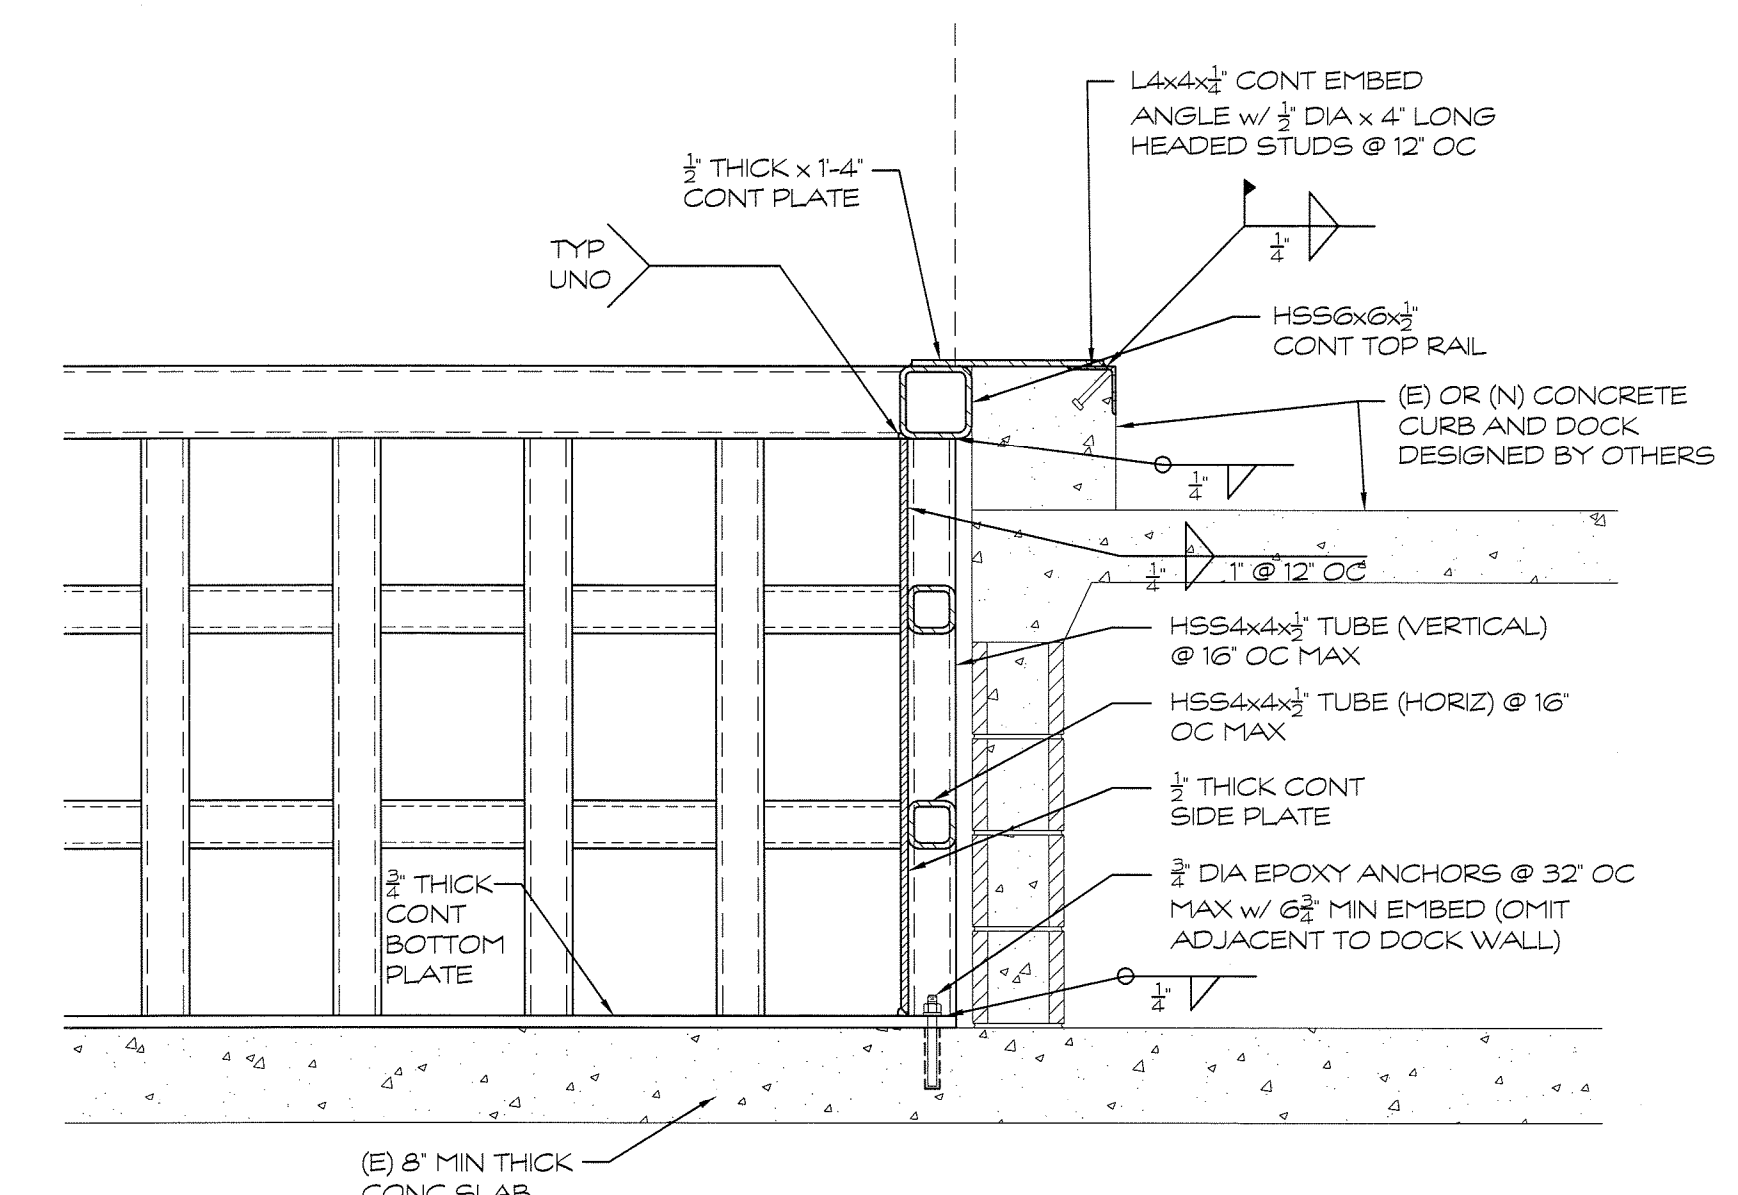 L4x4x1/4" CONT EMBED
ANGLE w/ 1/2" DIA x 4" LONG
HEADED STUDS @ 12" OC
1/2" THICK x 1'-4"
CONT PLATE
TYP
UNO
1/4"
HSS6x6x1/2"
CONT TOP RAIL
(E) OR (N) CONCRETE
CURB AND DOCK
DESIGNED BY OTHERS
1/4"
1/4" 1" @ 12" OC
HSS4x4x1/2" TUBE (VERTICAL)
@ 16" OC MAX
HSS4x4x1/2" TUBE (HORIZ) @ 16"
OC MAX
1/2" THICK CONT
SIDE PLATE
3/4" DIA EPOXY ANCHORS @ 32" OC
MAX w/ 6 3/4" MIN EMBED (OMIT
ADJACENT TO DOCK WALL)
1/4"
3/4" THICK
CONT
BOTTOM
PLATE
(E) 8" MIN THICK
CONC SLAB